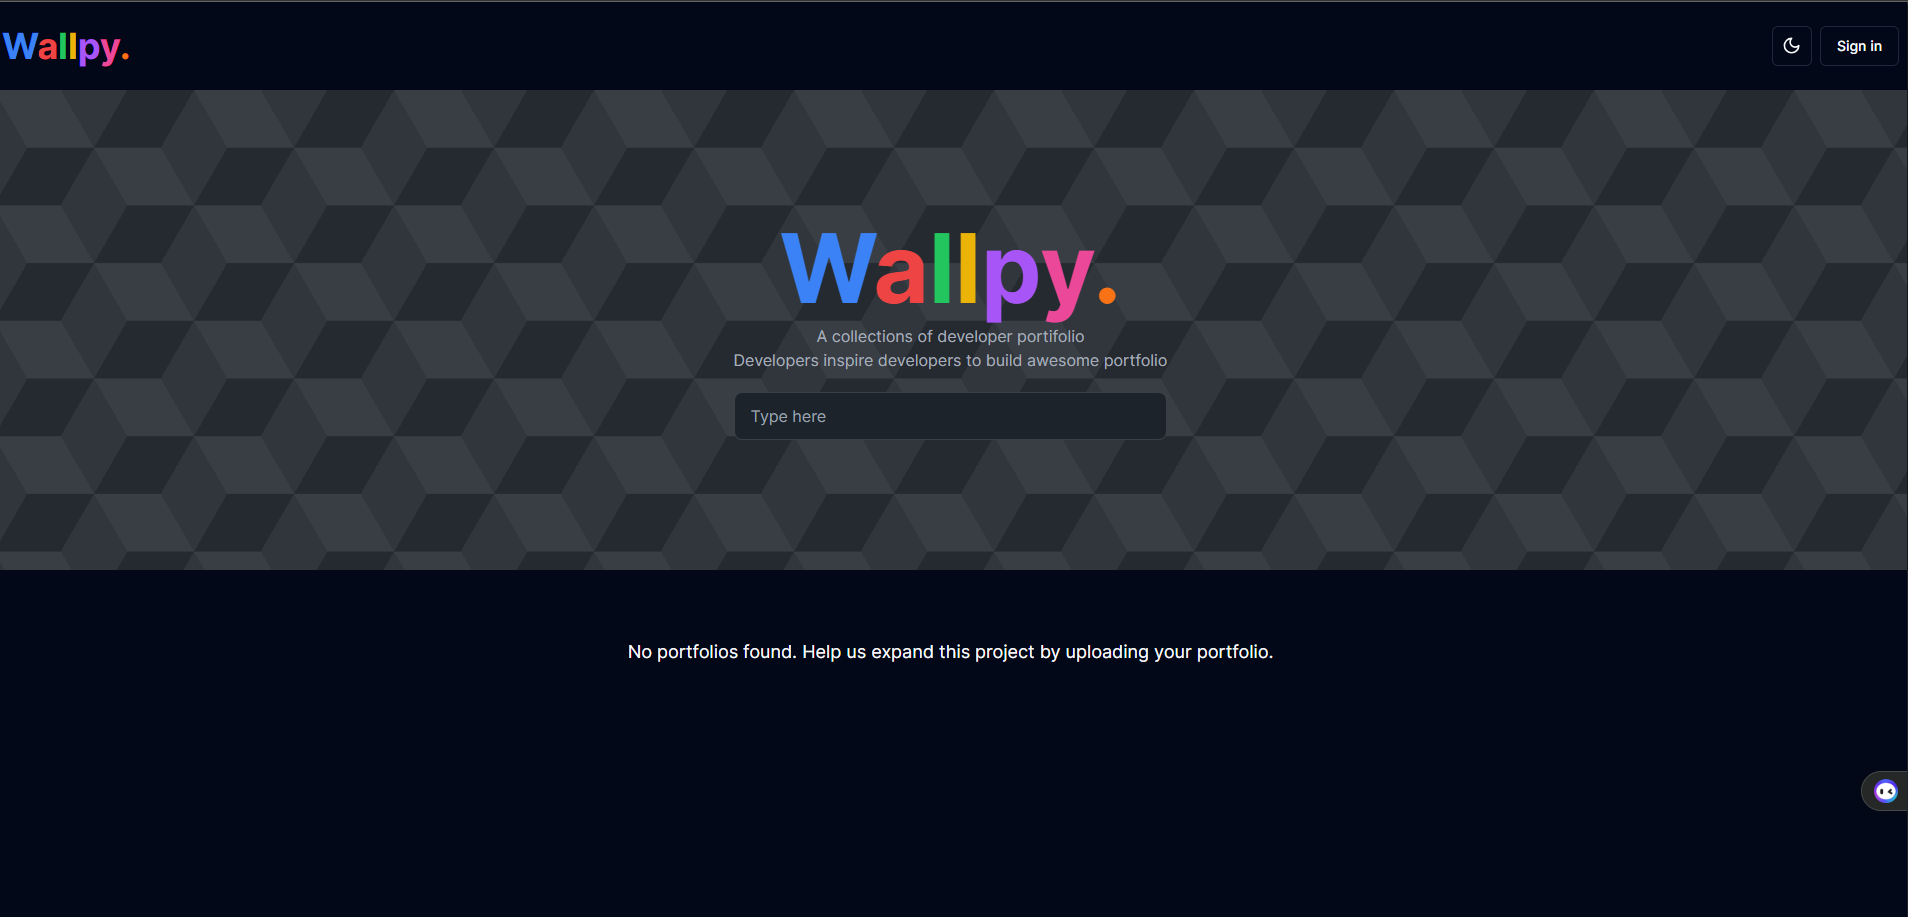 Wallpy.
Sign in
Wallpy.
A collections of developer portifolio
Developers inspire developers to build awesome portfolio
Type here
No portfolios found. Help us expand this project by uploading your portfolio.